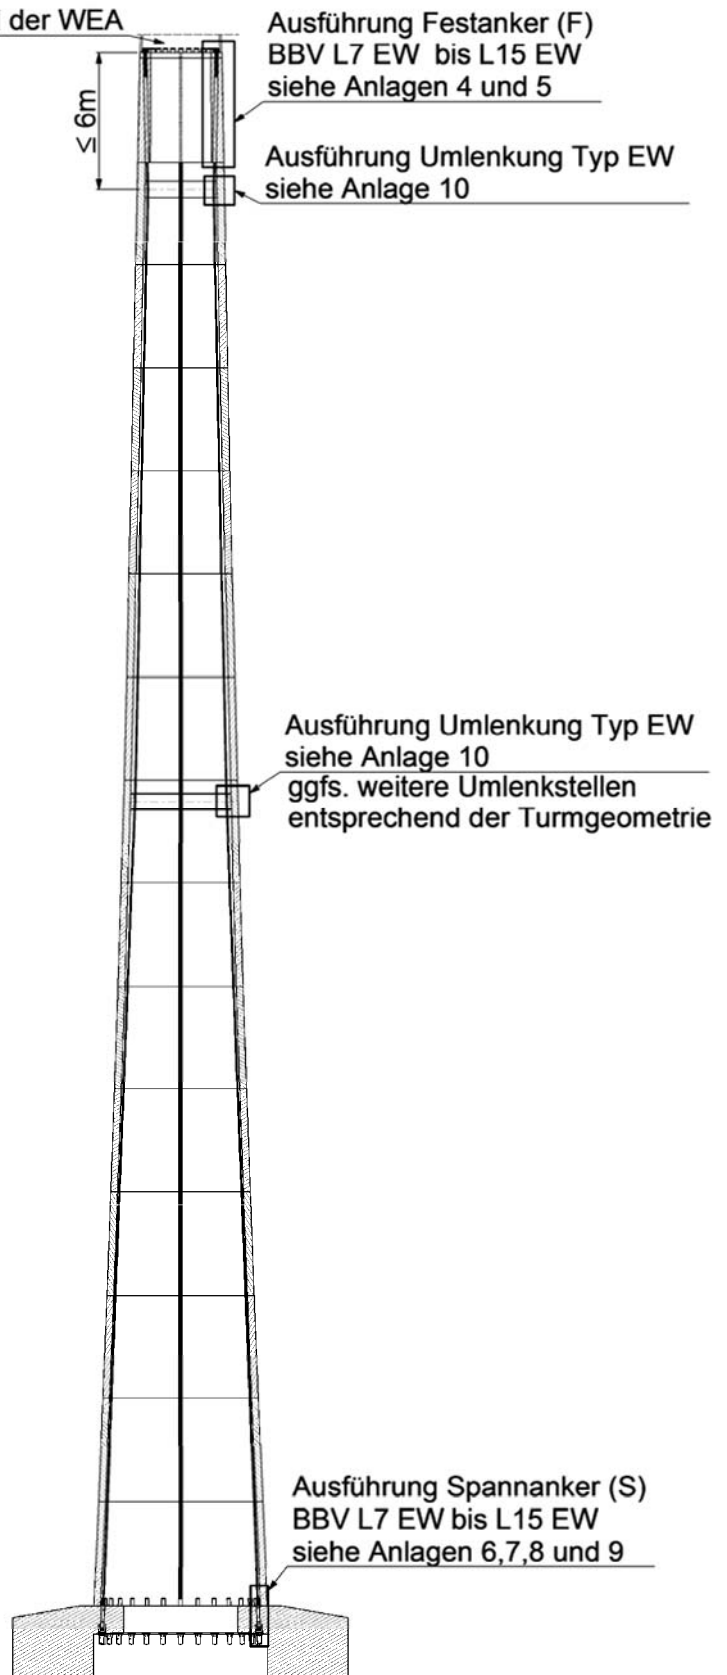 der WEA
Ausführung Festanker (F)
BBV L7 EW bis L15 EW
siehe Anlagen 4 und 5
≤ 6m
Ausführung Umlenkung Typ EW
siehe Anlage 10
Ausführung Umlenkung Typ EW
siehe Anlage 10
ggfs. weitere Umlenkstellen
entsprechend der Turmgeometrie
Ausführung Spannanker (S)
BBV L7 EW bis L15 EW
siehe Anlagen 6,7,8 und 9